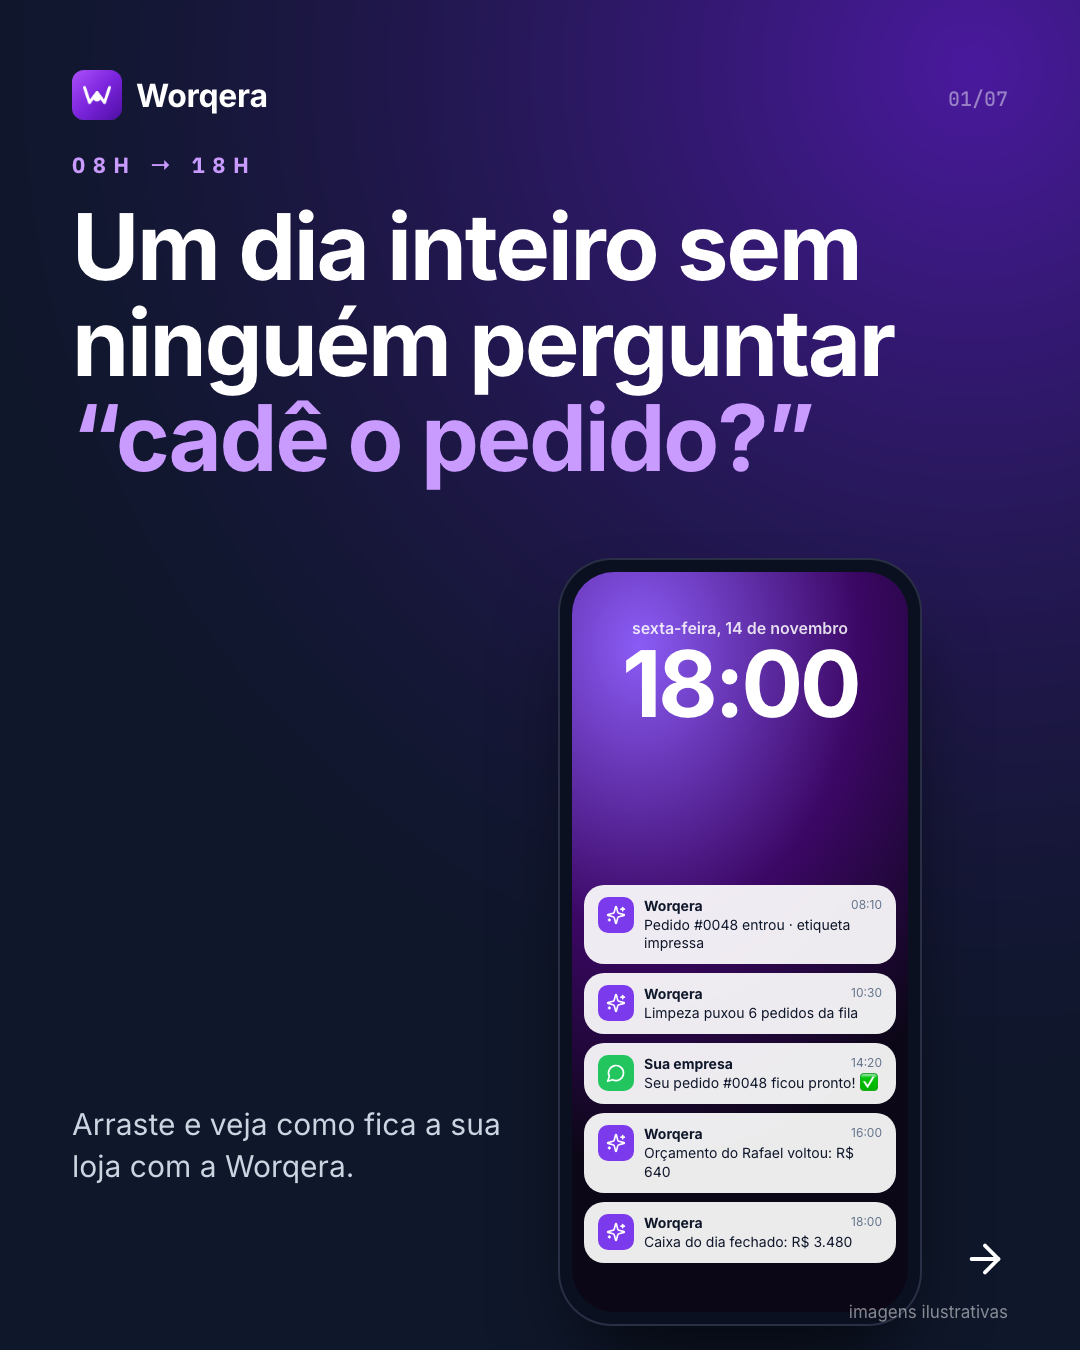 Worqera
01/07
08H → 18H
Um dia inteiro sem
ninguém perguntar
“cadê o pedido?”
sexta-feira, 14 de novembro
18:00
Worqera 08:10
Pedido #0048 entrou · etiqueta
impressa
Worqera 10:30
Limpeza puxou 6 pedidos da fila
Sua empresa 14:20
Seu pedido #0048 ficou pronto! ✅
Worqera 16:00
Orçamento do Rafael voltou: R$
640
Worqera 18:00
Caixa do dia fechado: R$ 3.480
Arraste e veja como fica a sua
loja com a Worqera.
imagens ilustrativas